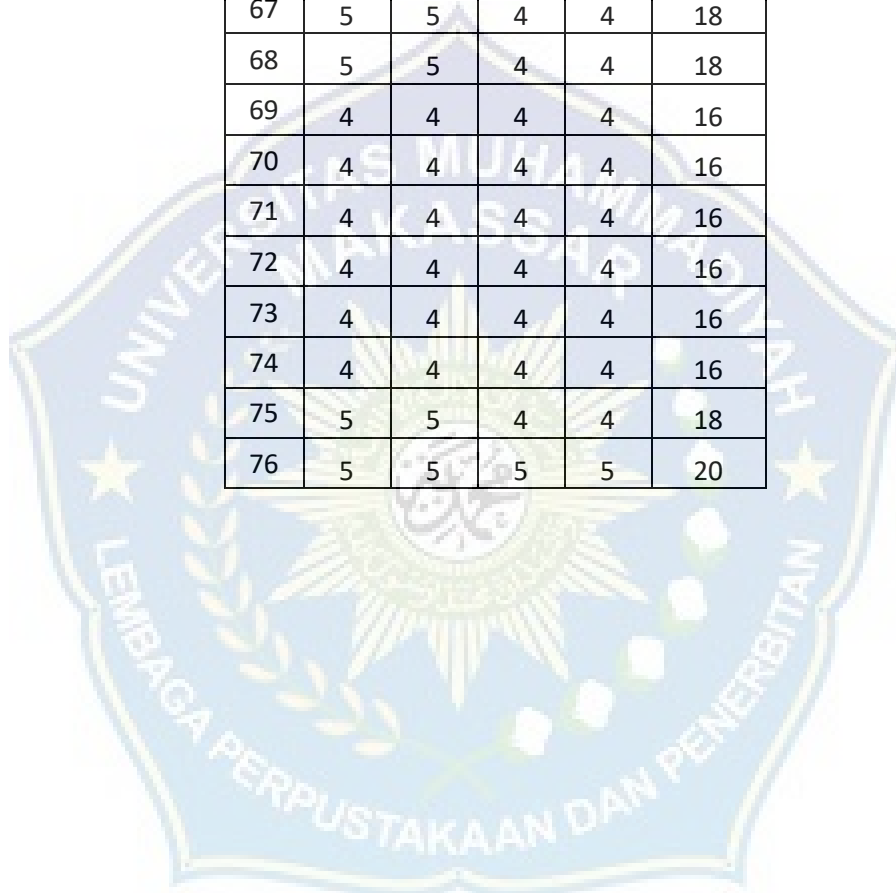 67 5 5 4 4 18
68 5 5 4 4 18
69 4 4 4 4 16
70 4 4 4 4 16
71 4 4 4 4 16
72 4 4 4 4 16
73 4 4 4 4 16
74 4 4 4 4 16
75 5 5 4 4 18
76 5 5 5 5 20
UNIVERSITAS MUHAMMADIYAH
MAKASSAR
LEMBAGA PERPUSTAKAAN DAN PENERBITAN